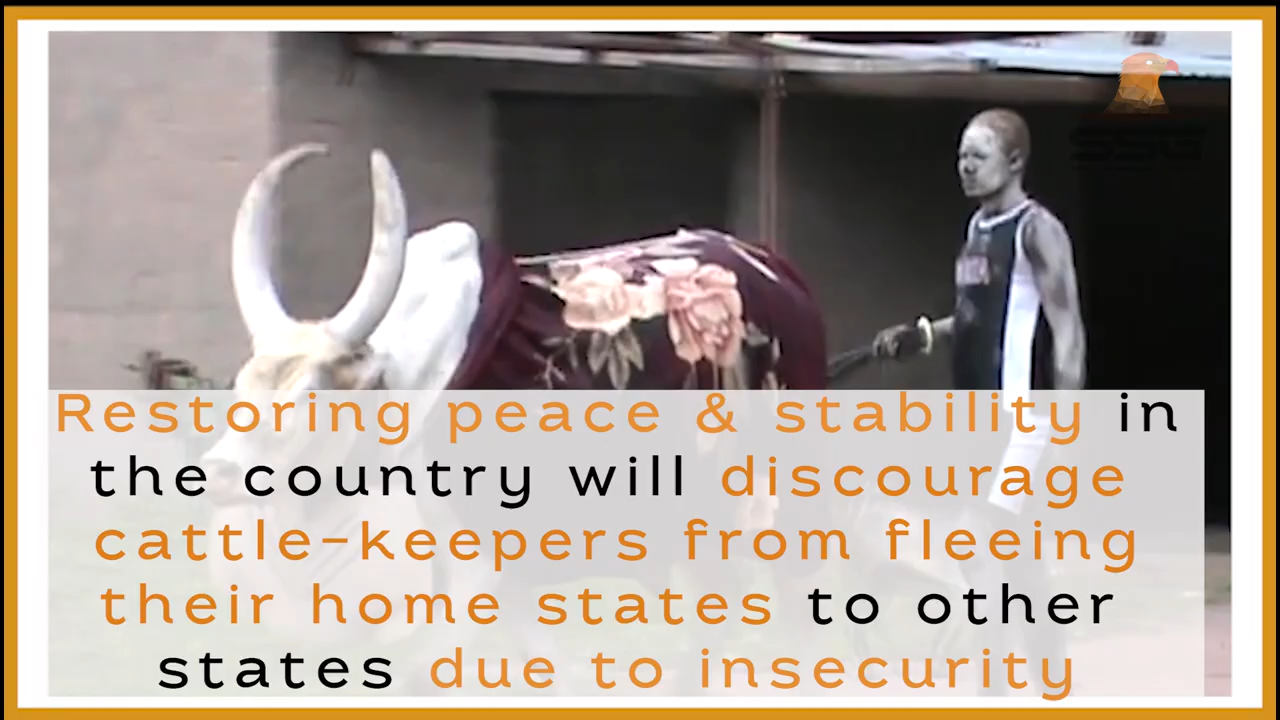 SSG
Restoring peace & stability in
the country will discourage
cattle-keepers from fleeing
their home states to other
states due to insecurity